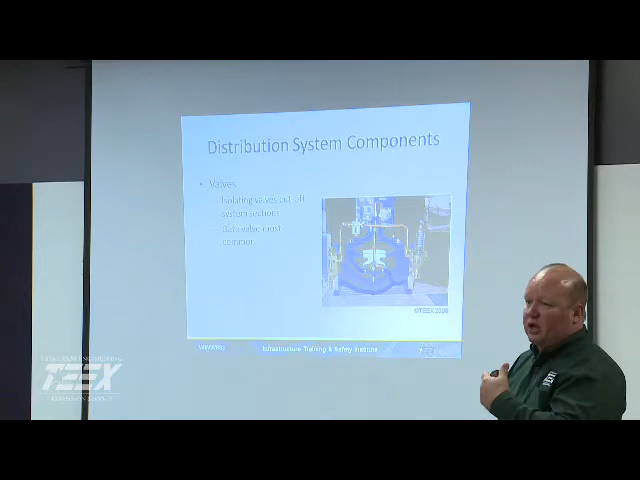 Distribution System Components
• Valves
– Isolating valves cut-off
system sections
– Gate valve most
common
©TEEX 2008
Infrastructure Training & Safety Institute
TEEX